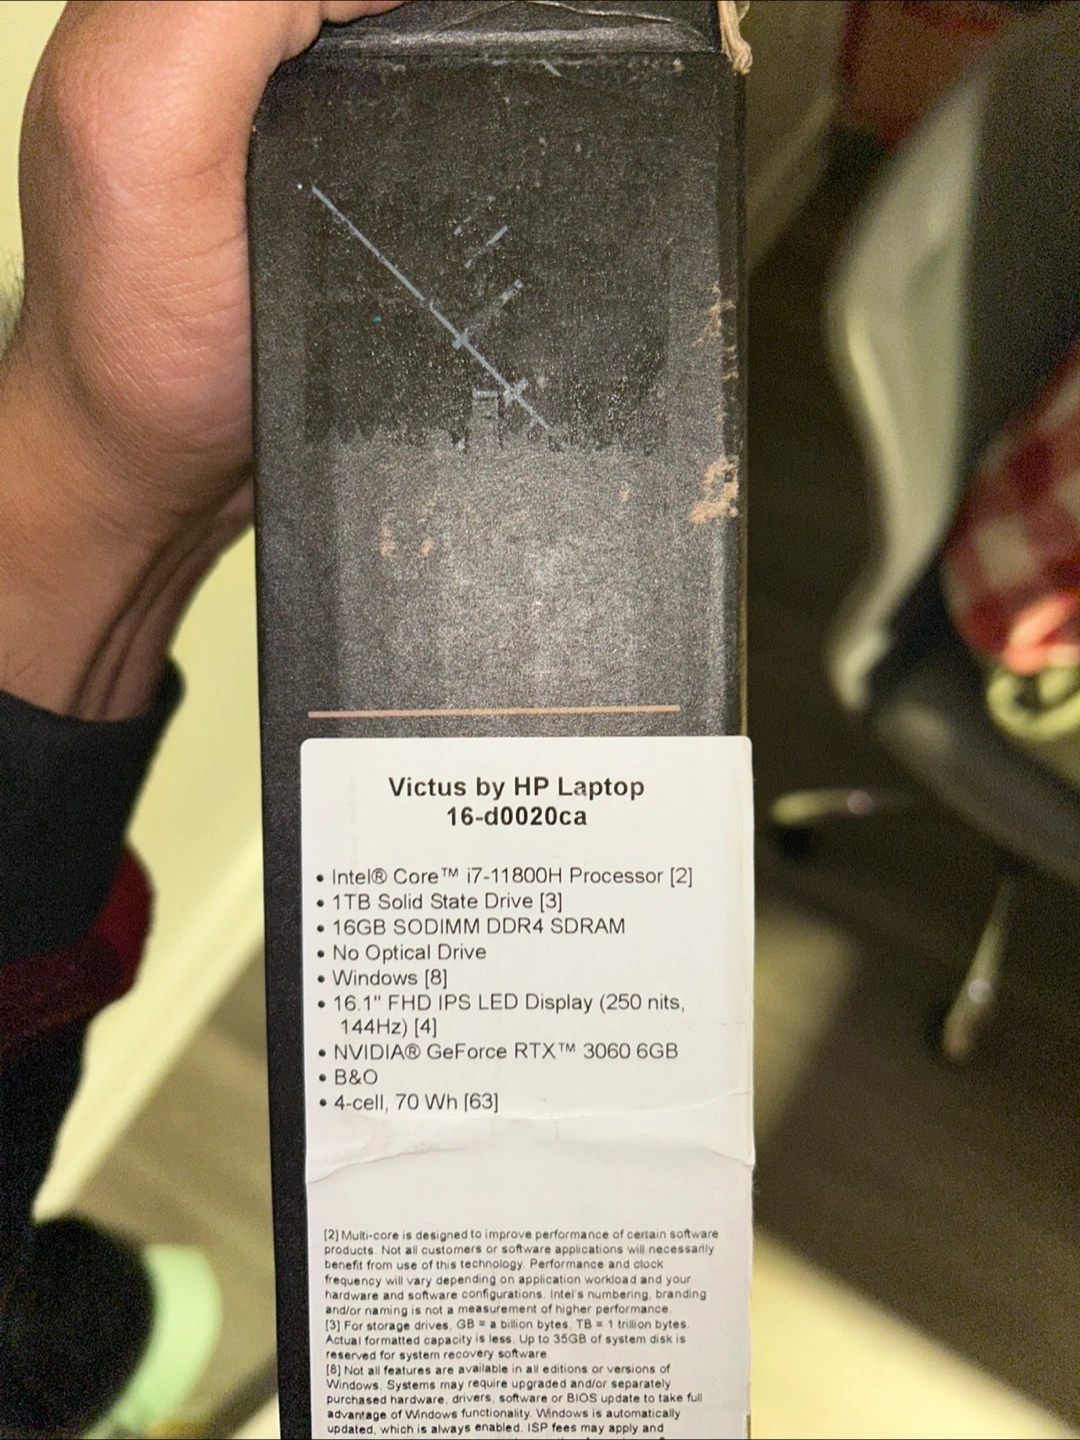 Victus by HP Laptop
16-d0020ca
• Intel® Core™ i7-11800H Processor [2]
• 1TB Solid State Drive [3]
• 16GB SODIMM DDR4 SDRAM
• No Optical Drive
• Windows [8]
• 16.1" FHD IPS LED Display (250 nits,
144Hz) [4]
• NVIDIA® GeForce RTX™ 3060 6GB
• B&O
• 4-cell, 70 Wh [63]
[2] Multi-core is designed to improve performance of certain software
products. Not all customers or software applications will necessarily
benefit from use of this technology. Performance and clock
frequency will vary depending on application workload and your
hardware and software configurations. Intel's numbering, branding
and/or naming is not a measurement of higher performance.
[3] For storage drives, GB = a billion bytes, TB = 1 trillion bytes.
Actual formatted capacity is less. Up to 35GB of system disk is
reserved for system recovery software.
[8] Not all features are available in all editions or versions of
Windows. Systems may require upgraded and/or separately
purchased hardware, drivers, software or BIOS update to take full
advantage of Windows functionality. Windows is automatically
updated, which is always enabled. ISP fees may apply and